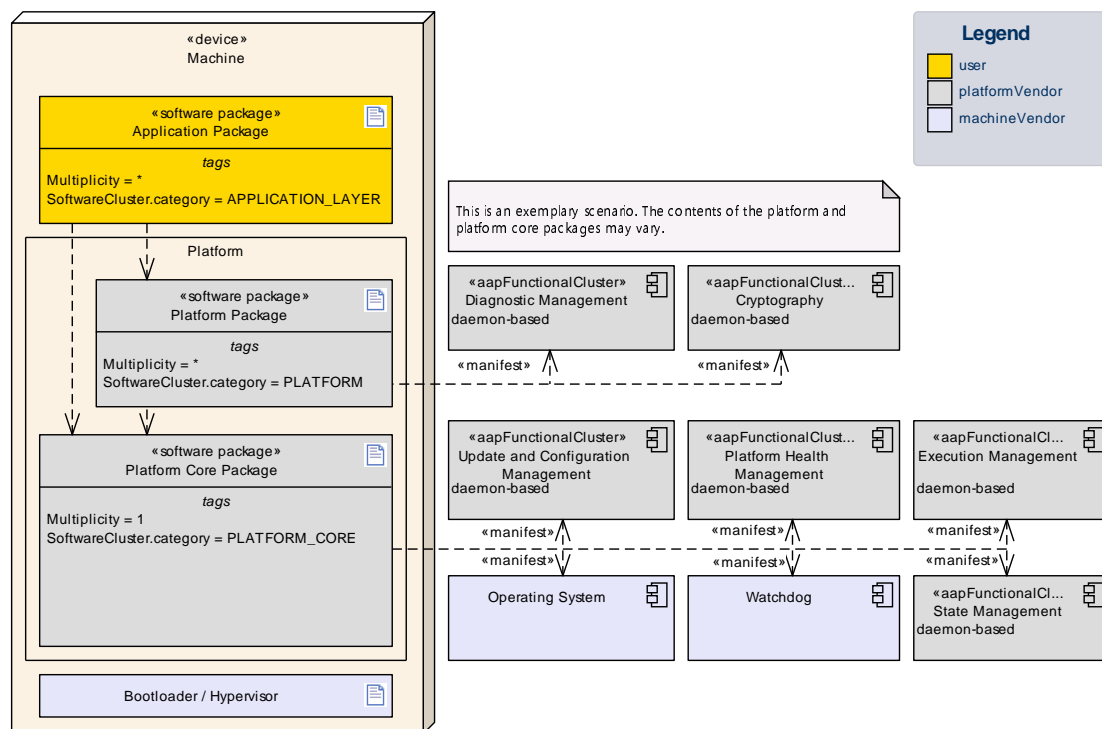 «device»
Machine
«software package»
Application Package
tags
Multiplicity = *
SoftwareCluster.category = APPLICATION_LAYER
Platform
«software package»
Platform Package
tags
Multiplicity = *
SoftwareCluster.category = PLATFORM
«software package»
Platform Core Package
tags
Multiplicity = 1
SoftwareCluster.category = PLATFORM_CORE
Bootloader / Hypervisor
Legend
user
platformVendor
machineVendor
This is an exemplary scenario. The contents of the platform and
platform core packages may vary.
«aapFunctionalCluster»
Diagnostic Management
daemon-based
«aapFunctionalClust...
Cryptography
daemon-based
«manifest»
«manifest»
«aapFunctionalCluster»
Update and Configuration
Management
daemon-based
«aapFunctionalClust...
Platform Health
Management
daemon-based
«aapFunctionalCl...
Execution Management
daemon-based
«manifest»
«manifest»
«manifest»
«manifest»
«manifest»
«manifest»
Operating System
Watchdog
«aapFunctionalCl...
State Management
daemon-based